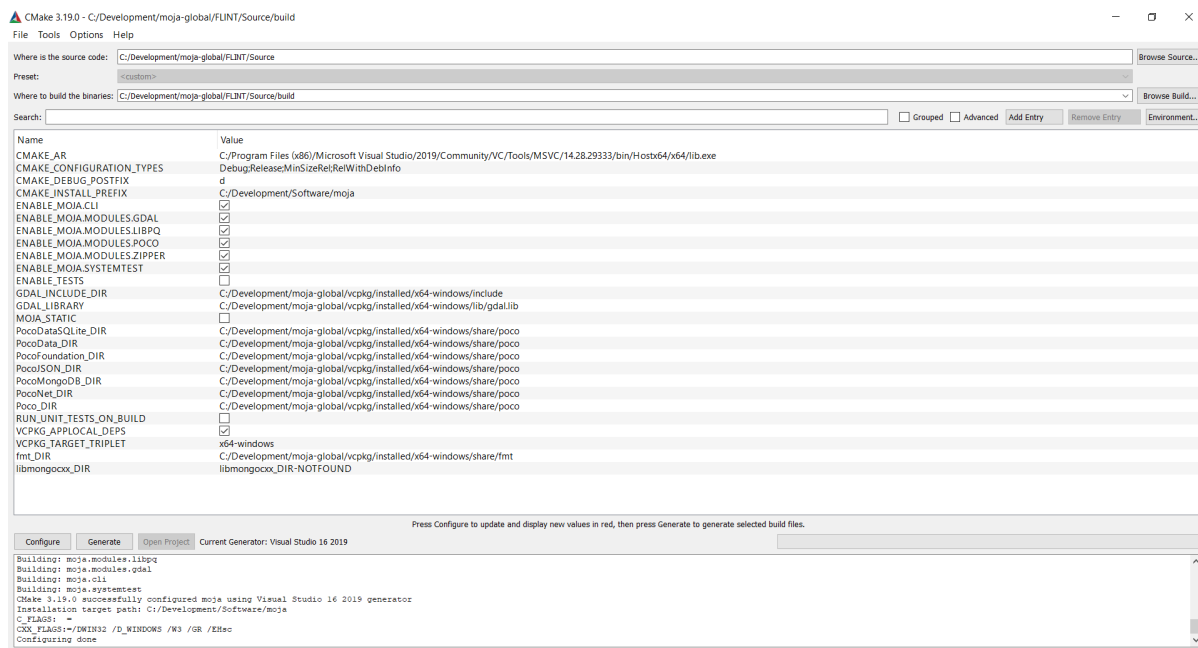 CMake 3.19.0 - C:/Development/moja-global/FLINT/Source/build
File Tools Options Help
Where is the source code: C:/Development/moja-global/FLINT/Source Browse Source...
Preset: <custom>
Where to build the binaries: C:/Development/moja-global/FLINT/Source/build Browse Build...
Search: Grouped Advanced Add Entry Remove Entry Environment...
Name Value
CMAKE_AR C:/Program Files (x86)/Microsoft Visual Studio/2019/Community/VC/Tools/MSVC/14.28.29333/bin/Hostx64/x64/lib.exe
CMAKE_CONFIGURATION_TYPES Debug;Release;MinSizeRel;RelWithDebInfo
CMAKE_DEBUG_POSTFIX d
CMAKE_INSTALL_PREFIX C:/Development/Software/moja
ENABLE_MOJA.CLI
ENABLE_MOJA.MODULES.GDAL
ENABLE_MOJA.MODULES.LIBPQ
ENABLE_MOJA.MODULES.POCO
ENABLE_MOJA.MODULES.ZIPPER
ENABLE_MOJA.SYSTEMTEST
ENABLE_TESTS
GDAL_INCLUDE_DIR C:/Development/moja-global/vcpkg/installed/x64-windows/include
GDAL_LIBRARY C:/Development/moja-global/vcpkg/installed/x64-windows/lib/gdal.lib
MOJA_STATIC
PocoDataSQLite_DIR C:/Development/moja-global/vcpkg/installed/x64-windows/share/poco
PocoData_DIR C:/Development/moja-global/vcpkg/installed/x64-windows/share/poco
PocoFoundation_DIR C:/Development/moja-global/vcpkg/installed/x64-windows/share/poco
PocoJSON_DIR C:/Development/moja-global/vcpkg/installed/x64-windows/share/poco
PocoMongoDB_DIR C:/Development/moja-global/vcpkg/installed/x64-windows/share/poco
PocoNet_DIR C:/Development/moja-global/vcpkg/installed/x64-windows/share/poco
Poco_DIR C:/Development/moja-global/vcpkg/installed/x64-windows/share/poco
RUN_UNIT_TESTS_ON_BUILD
VCPKG_APPLOCAL_DEPS
VCPKG_TARGET_TRIPLET x64-windows
fmt_DIR C:/Development/moja-global/vcpkg/installed/x64-windows/share/fmt
libmongocxx_DIR libmongocxx_DIR-NOTFOUND
Press Configure to update and display new values in red, then press Generate to generate selected build files.
Configure Generate Open Project Current Generator: Visual Studio 16 2019
Building: moja.modules.libpq
Building: moja.modules.gdal
Building: moja.cli
Building: moja.systemtest
CMake 3.19.0 successfully configured moja using Visual Studio 16 2019 generator
Installation target path: C:/Development/Software/moja
C_FLAGS: =
CXX_FLAGS:=/DWIN32 /D_WINDOWS /W3 /GR /EHsc
Configuring done